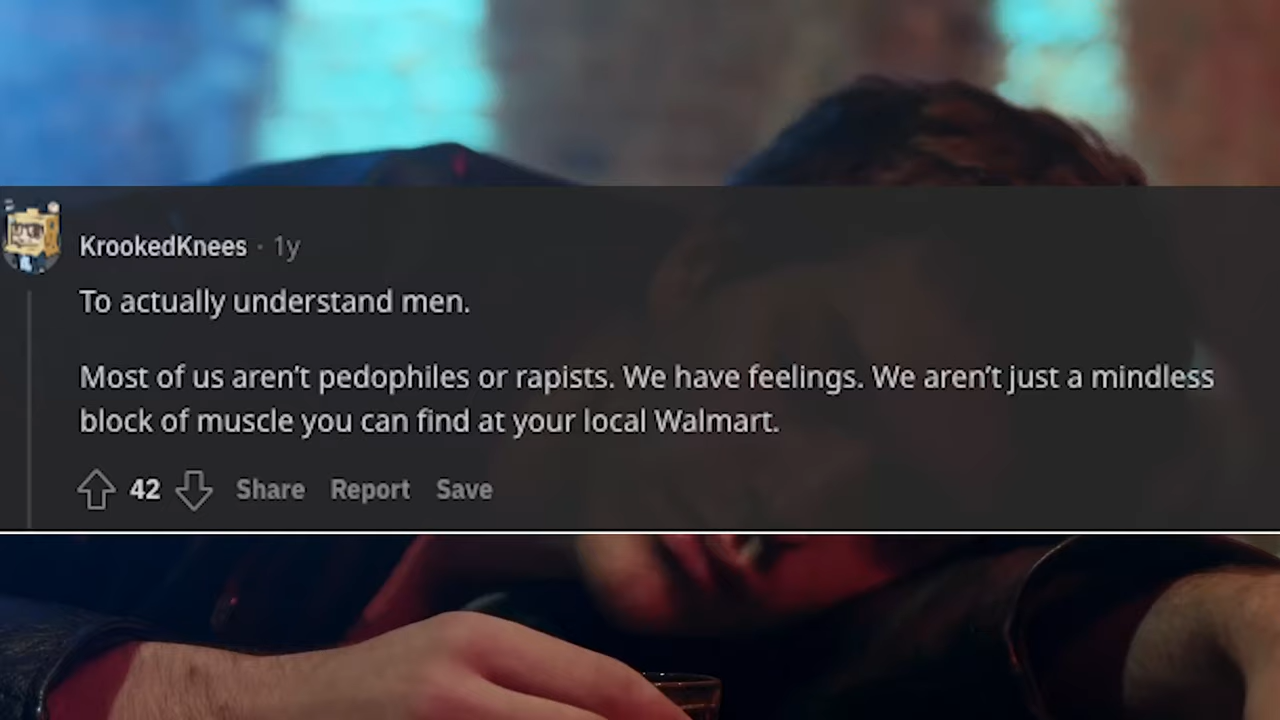 KrookedKnees · 1y
To actually understand men.
Most of us aren't pedophiles or rapists. We have feelings. We aren't just a mindless
block of muscle you can find at your local Walmart.
42 Share Report Save